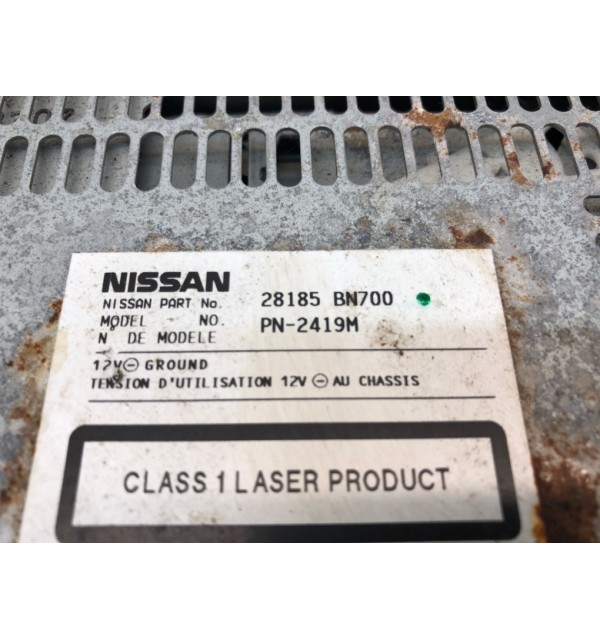 NISSAN
NISSAN PART No. 28185 BN700
MODEL NO. PN-2419M
N° DE MODELE
12V⊖ GROUND
TENSION D'UTILISATION 12V ⊖ AU CHASSIS
CLASS 1 LASER PRODUCT